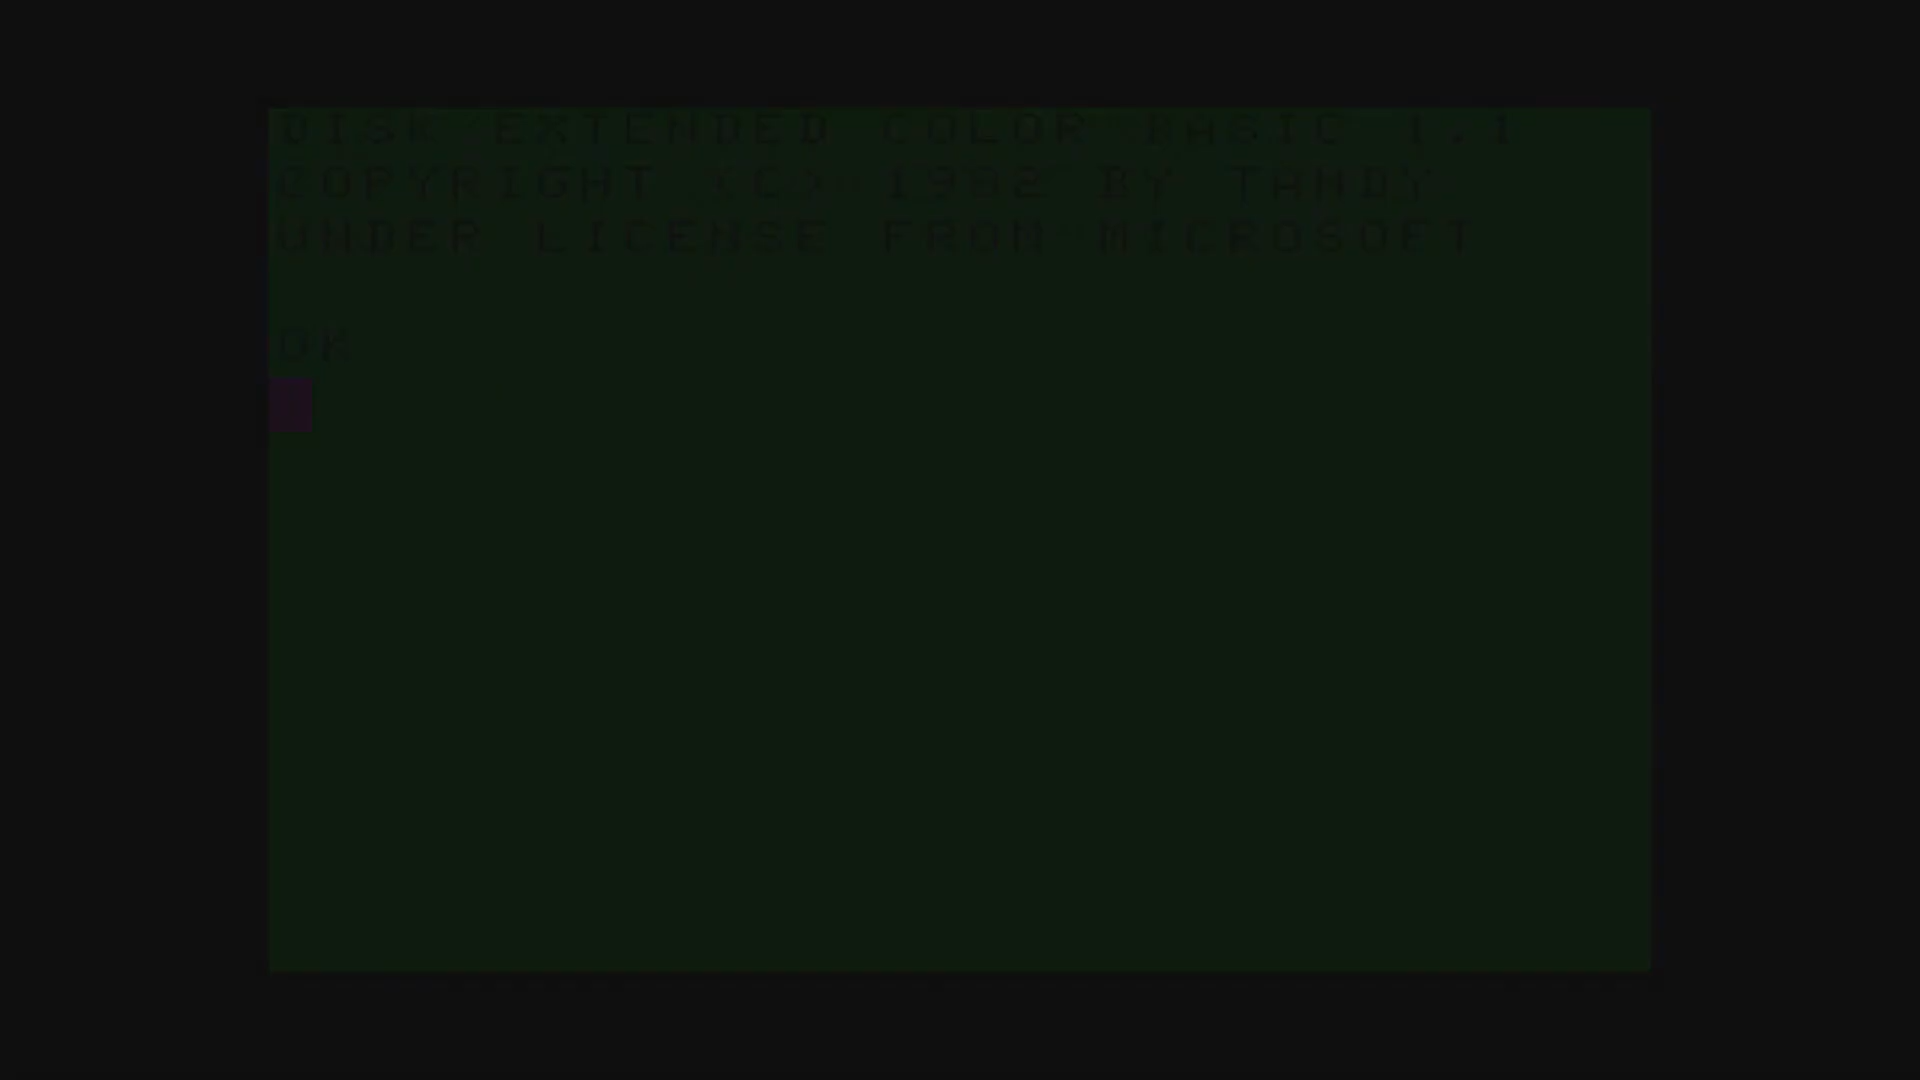 DISK EXTENDED COLOR BASIC 1.1
COPYRIGHT (C) 1982 BY TANDY
UNDER LICENSE FROM MICROSOFT
OK